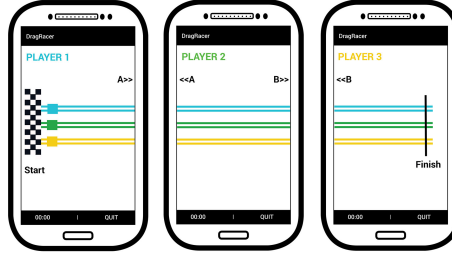 DragRacer
PLAYER 1
A>>
Start
00:00 | QUIT
DragRacer
PLAYER 2
<<A B>>
00:00 | QUIT
DragRacer
PLAYER 3
<<B
Finish
00:00 | QUIT